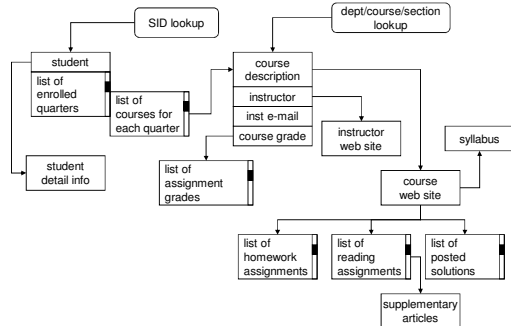 SID lookup
dept/course/section
lookup
student
list of
enrolled
quarters
list of
courses for
each quarter
course
description
instructor
inst e-mail
course grade
instructor
web site
syllabus
student
detail info
list of
assignment
grades
course
web site
list of
homework
assignments
list of
reading
assignments
list of
posted
solutions
supplementary
articles